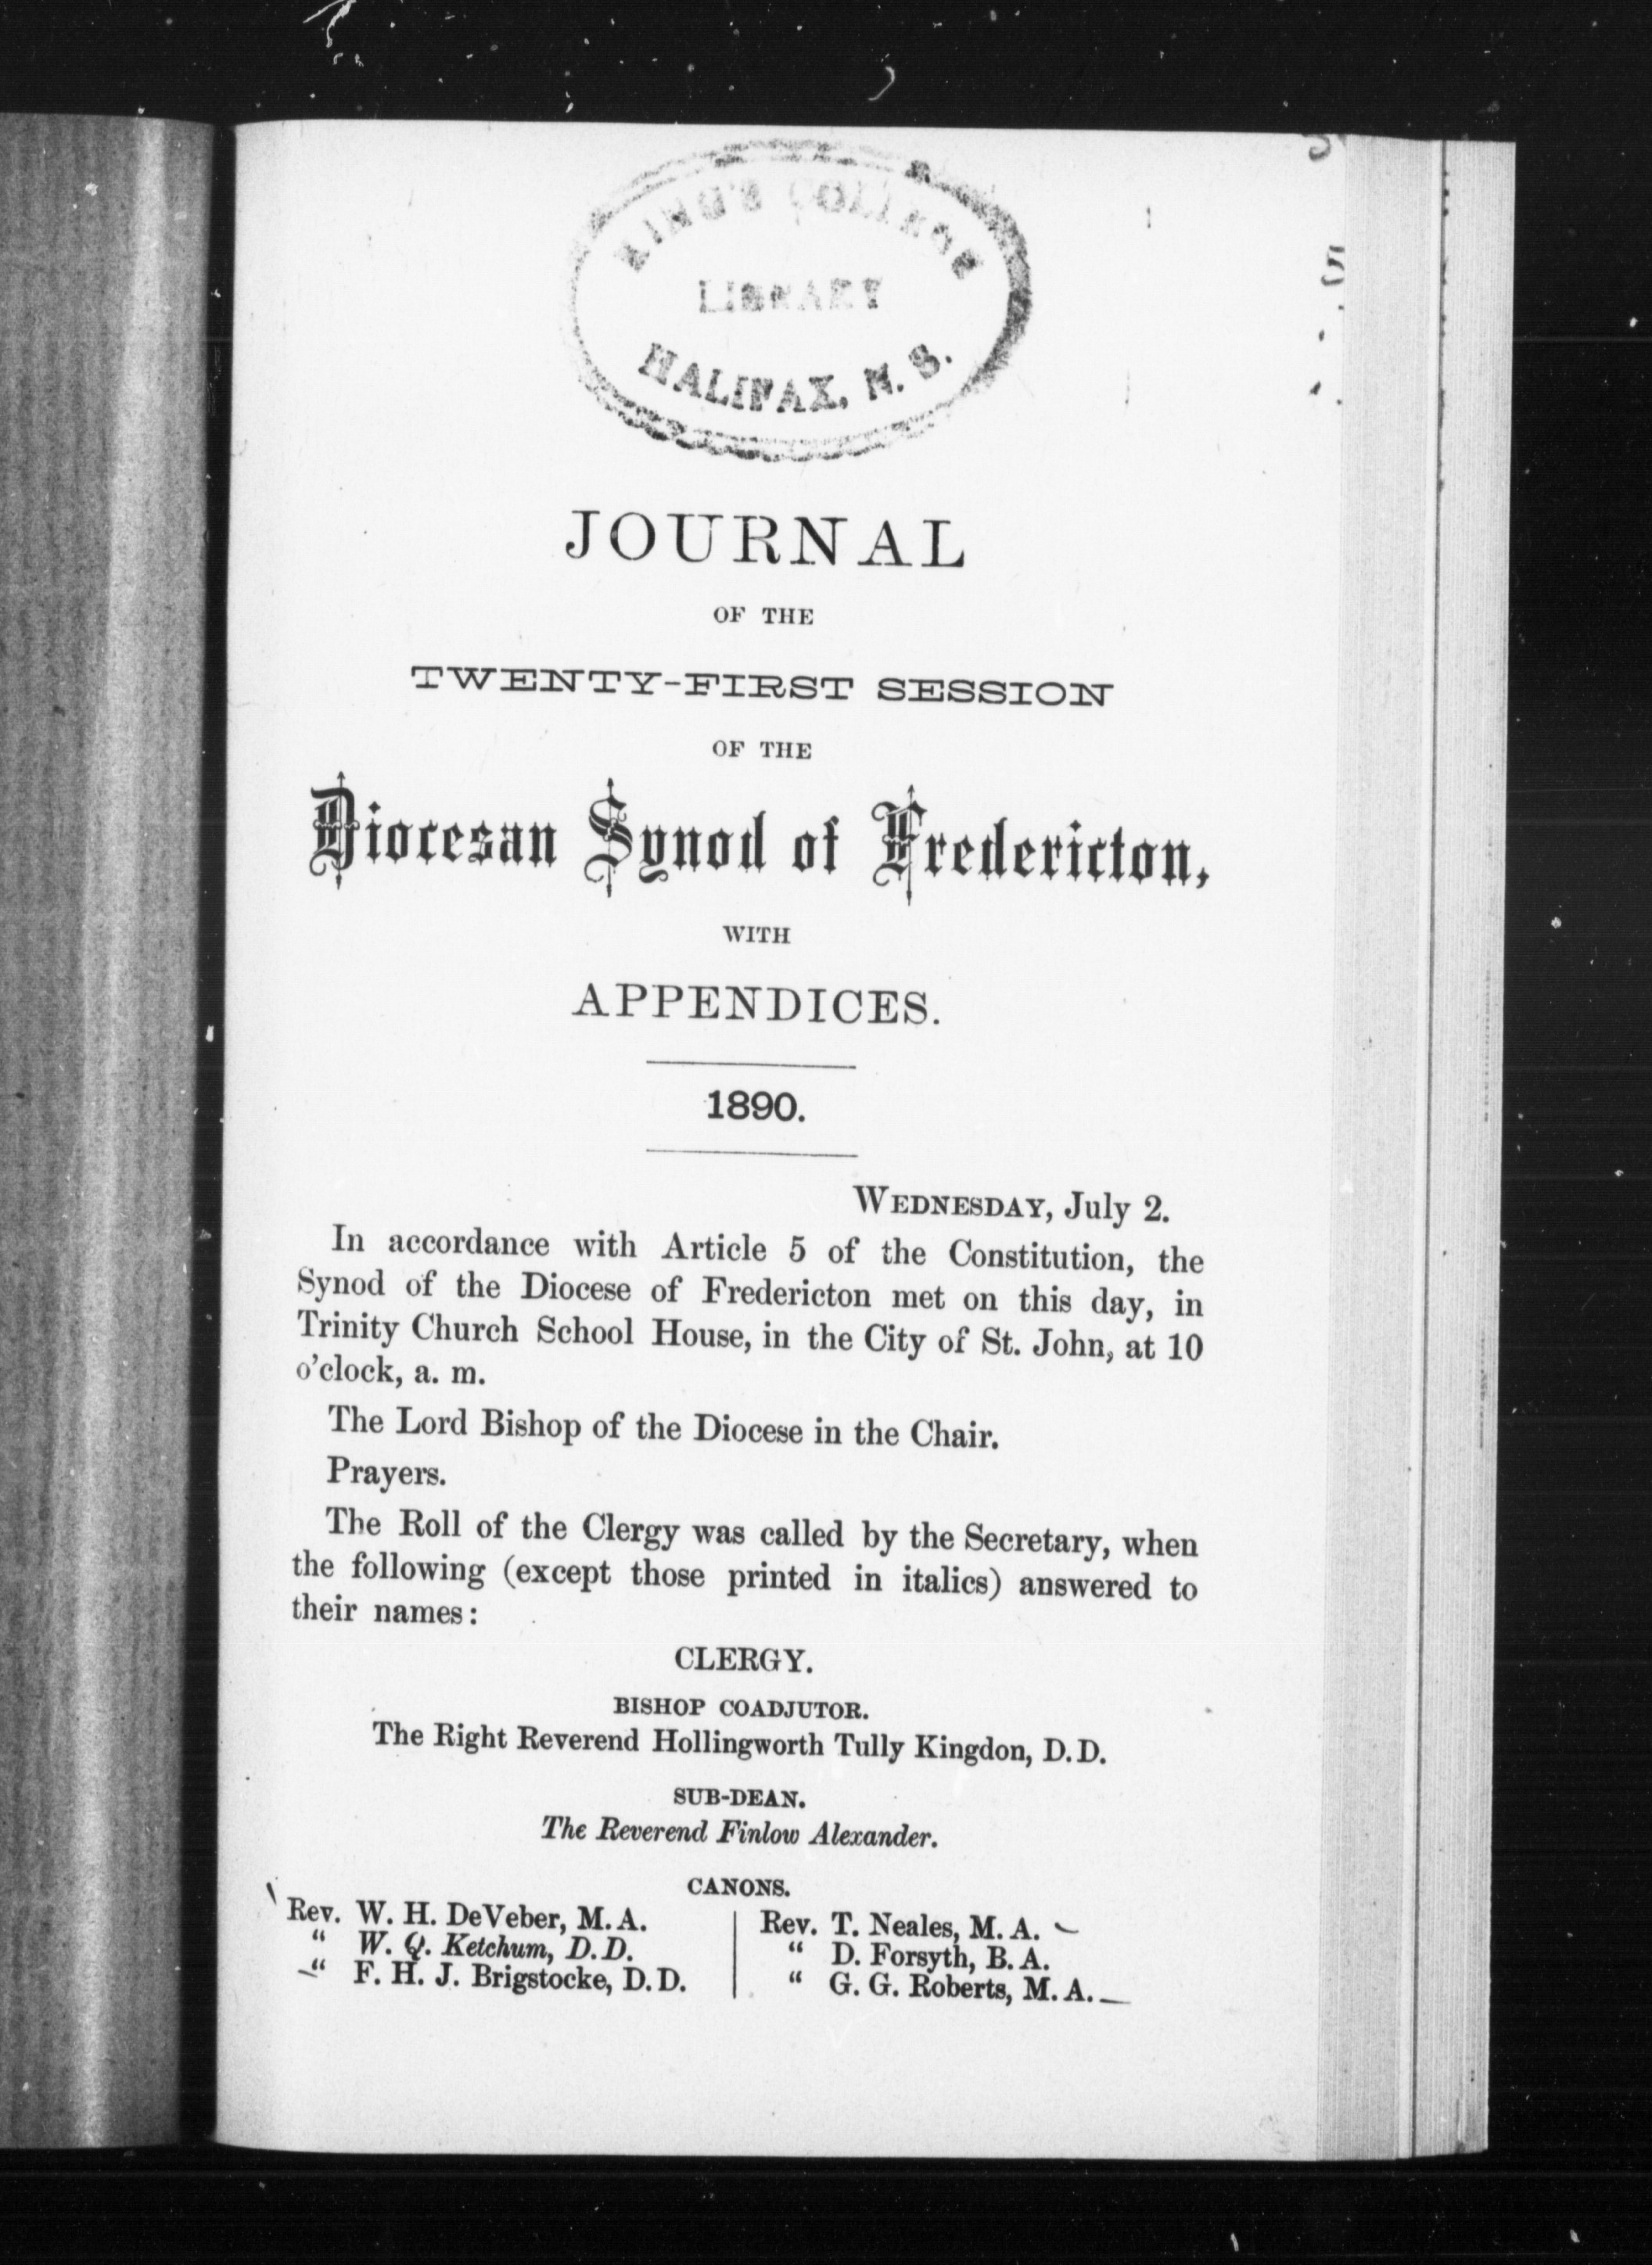 KING'S COLLEGE
LIBRARY
HALIFAX, N. S.
JOURNAL
OF THE
TWENTY-FIRST SESSION
OF THE
Diocesan Synod of Fredericton,
WITH
APPENDICES.
1890.
WEDNESDAY, July 2.
In accordance with Article 5 of the Constitution, the
Synod of the Diocese of Fredericton met on this day, in
Trinity Church School House, in the City of St. John, at 10
o'clock, a. m.
The Lord Bishop of the Diocese in the Chair.
Prayers.
The Roll of the Clergy was called by the Secretary, when
the following (except those printed in italics) answered to
their names:
CLERGY.
BISHOP COADJUTOR.
The Right Reverend Hollingworth Tully Kingdon, D.D.
SUB-DEAN.
The Reverend Finlow Alexander.
CANONS.
Rev. W. H. DeVeber, M.A.
" W. Q. Ketchum, D.D.
" F. H. J. Brigstocke, D.D.
Rev. T. Neales, M.A.
" D. Forsyth, B.A.
" G. G. Roberts, M.A.